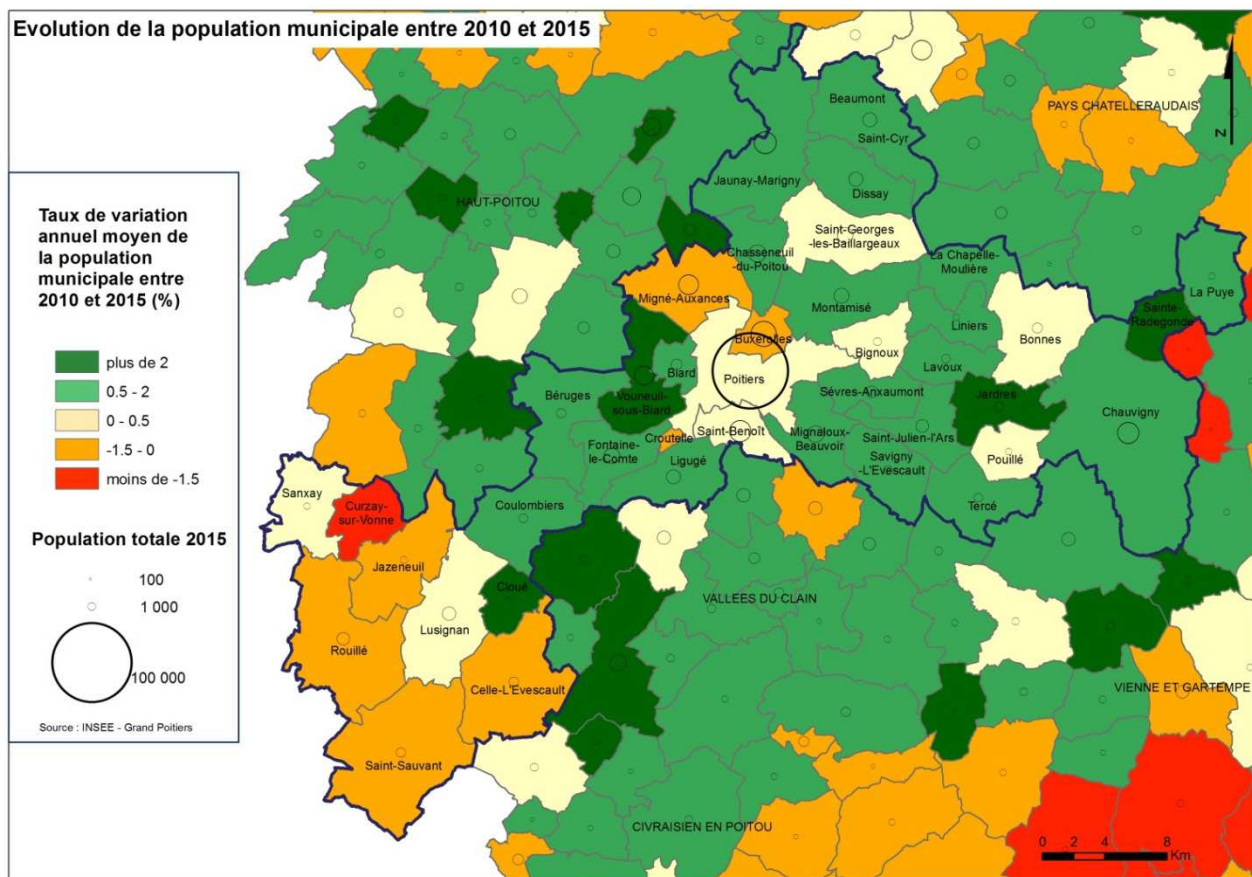 Evolution de la population municipale entre 2010 et 2015
Taux de variation
annuel moyen de
la population
municipale entre
2010 et 2015 (%)
plus de 2
0.5 - 2
0 - 0.5
-1.5 - 0
moins de -1.5
Population totale 2015
100
1 000
100 000
Source : INSEE - Grand Poitiers
N
PAYS CHATELLERAUDAIS
Beaumont
Saint-Cyr
Jaunay-Marigny
Dissay
HAUT-POITOU
Saint-Georges
-les-Baillargeaux
Chasseneuil
-du-Poitou
La Chapelle-
Moulière
La Puye
Migné-Auxances
Montamisé
Sainte-
Radegonde
Liniers
Bonnes
Buxerolles
Bignoux
Lavoux
Biard
Poitiers
Béruges
Vouneuil-
sous-Biard
Sèvres-Anxaumont
Jardres
Chauvigny
Saint-Benoît
Croutelle
Fontaine-
le-Comte
Ligugé
Mignaloux-
Beauvoir
Saint-Julien-l'Ars
Savigny
-L'Evescault
Pouillé
Tercé
Sanxay
Curzay-
sur-Vonne
Coulombiers
Jazeneuil
Cloué
VALLEES DU CLAIN
Lusignan
Rouillé
Celle-L'Evescault
VIENNE ET GARTEMPE
Saint-Sauvant
CIVRAISIEN EN POITOU
0 2 4 8
Km